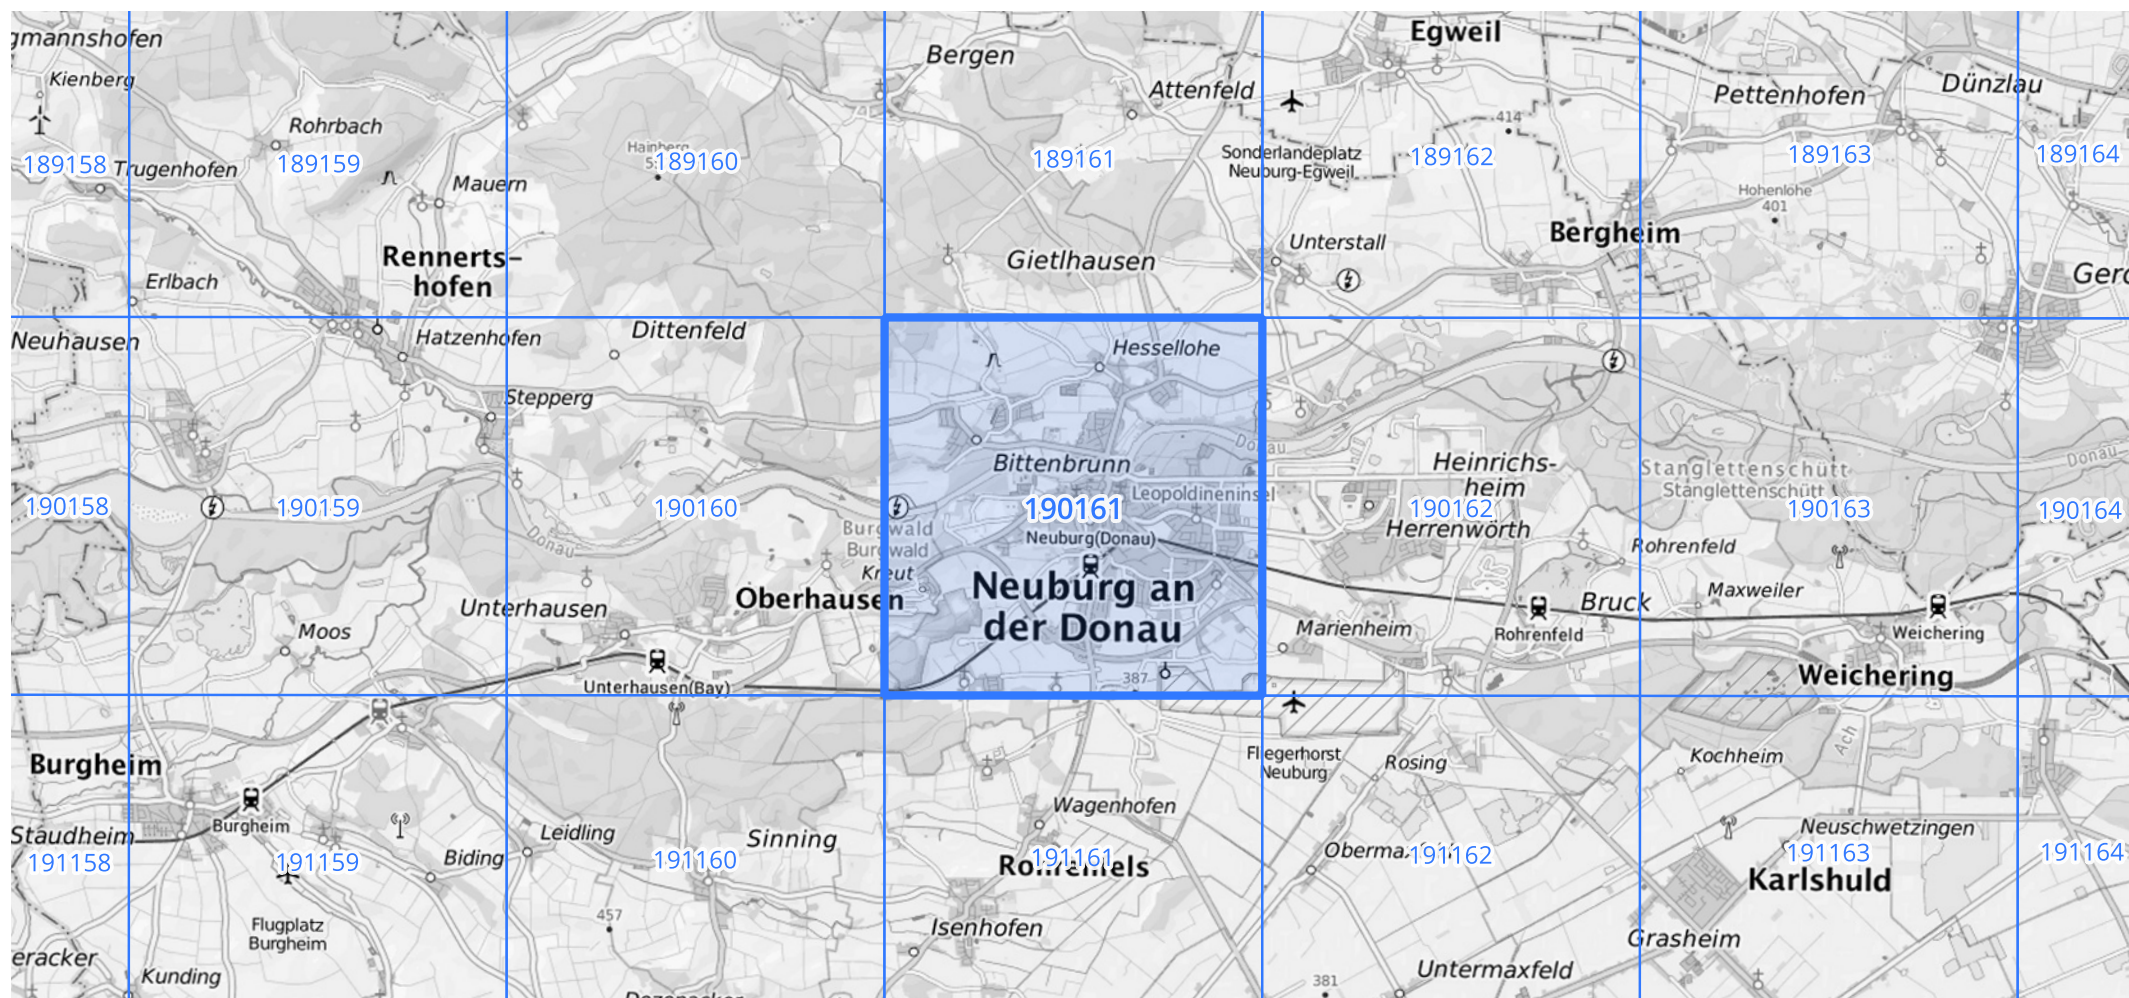 Egweil
gmannshofen
Bergen
Kienberg
Attenfeld
Pettenhofen
Dünzlau
414
Rohrbach
Hainberg
Sonderlandeplatz
Neuburg-Egweil
189158
189159
189160
189161
189162
189163
189164
Trugenhofen
Mauern
Hohenlohe
401
Bergheim
Unterstall
Rennerts-
hofen
Gietlhausen
Erlbach
Gero
Neuhausen
Hatzenhofen
Dittenfeld
Hessellohe
Stepperg
Donau
Bittenbrunn
Heinrichs-
heim
Stanglettenschütt
Stanglettenschütt
Donau
Leopoldineninsel
190158
190159
190160
190161
190162
190163
190164
Burgwald
Burgwald
Herrenwörth
Donau
Neuburg(Donau)
Rohrenfeld
Kreut
Neuburg an
der Donau
Oberhausen
Unterhausen
Maxweiler
Bruck
Moos
Marienheim
Rohrenfeld
Weichering
Weichering
Unterhausen(Bay)
387
Burgheim
Fliegerhorst
Neuburg
Rosing
Kochheim
Ach
Wagenhofen
Burgheim
Staudheim
Leidling
Sinning
Neuschwetzingen
Biding
191158
191159
191160
191161
191162
191163
191164
Karlshuld
457
Flugplatz
Burgheim
Isenhofen
Grasheim
eracker
Kunding
Untermaxfeld
381